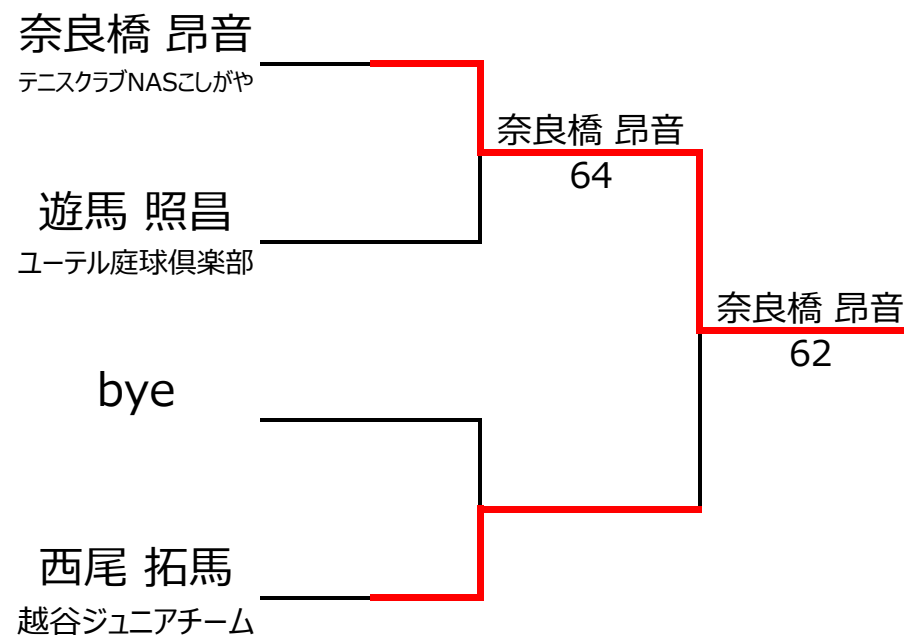 奈良橋 昂音
テニスクラブNASこしがや
奈良橋 昂音
64
遊馬 照昌
ユーテル庭球倶楽部
奈良橋 昂音
62
bye
西尾 拓馬
越谷ジュニアチーム